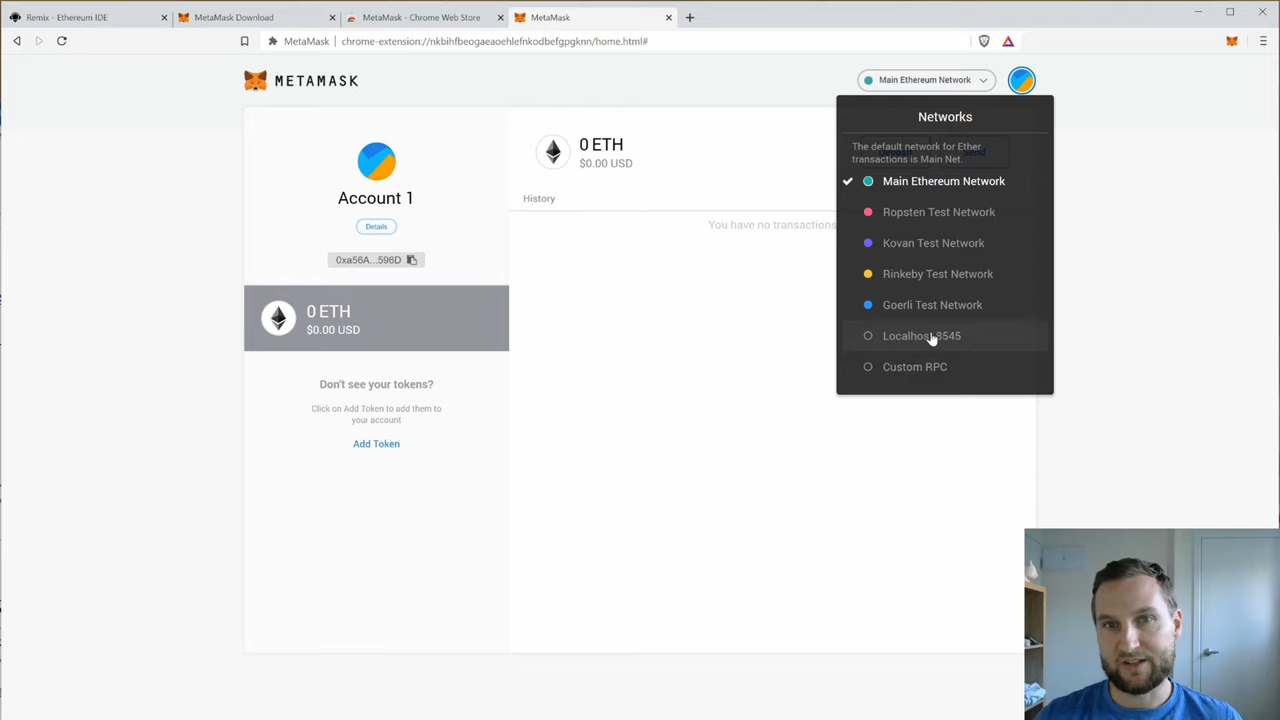 Remix - Ethereum IDE
MetaMask Download
MetaMask - Chrome Web Store
MetaMask
MetaMask
chrome-extension://nkbihfbeogaeaoehlefnkodbefgpgknn/home.html#
METAMASK
Main Ethereum Network
Networks
The default network for Ether
transactions is Main Net.
Main Ethereum Network
Ropsten Test Network
Kovan Test Network
Rinkeby Test Network
Goerli Test Network
Localhost 8545
Custom RPC
Account 1
Details
0xa56A...596D
0 ETH
$0.00 USD
Don't see your tokens?
Click on Add Token to add them to
your account
Add Token
0 ETH
$0.00 USD
History
You have no transactions